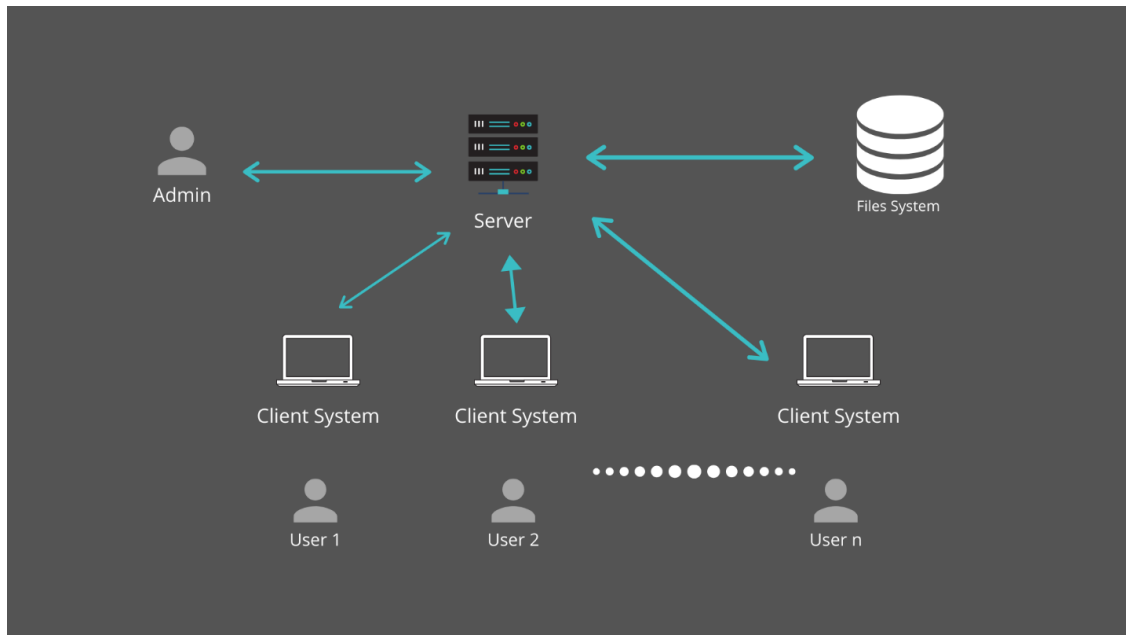 Admin
Server
Files System
Client System
Client System
Client System
User 1
User 2
User n